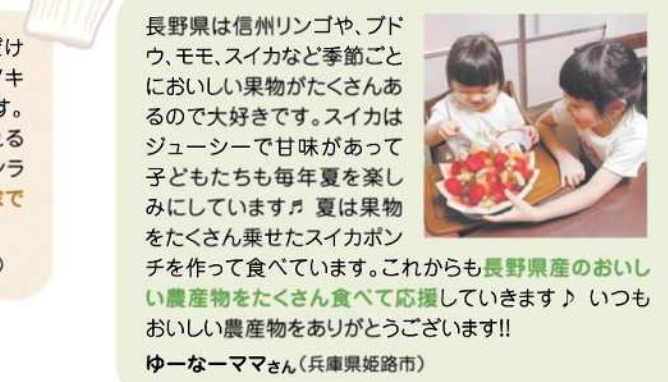 だけ
キ
す。
れる
ラ
で
)
長野県は信州リンゴや、ブド
ウ、モモ、スイカなど季節ごと
においしい果物がたくさんあ
るので大好きです。スイカは
ジューシーで甘味があって
子どもたちも毎年夏を楽し
みにしています♬ 夏は果物
をたくさん乗せたスイカポン
チを作って食べています。これからも長野県産のおいし
い農産物をたくさん食べて応援していきます♪ いつも
おいしい農産物をありがとうございます!!
ゆーなーママさん(兵庫県姫路市)